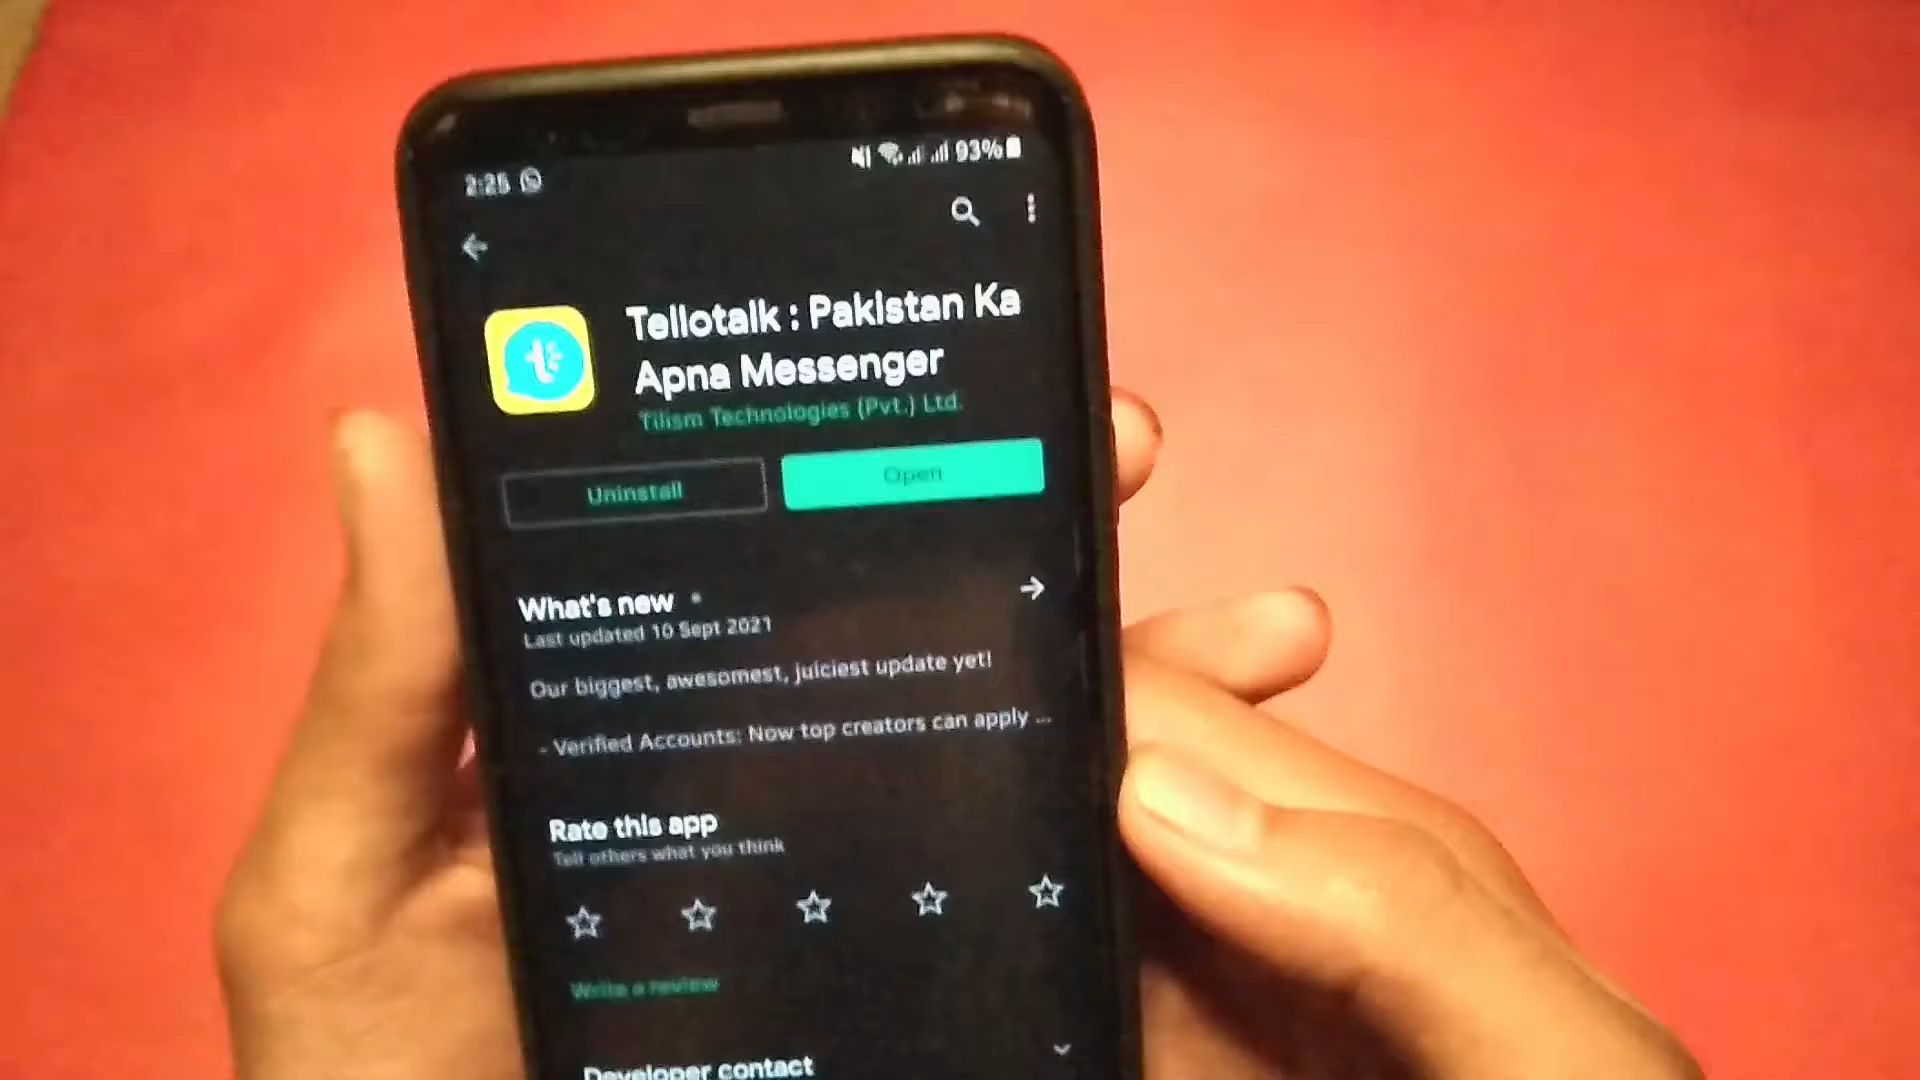 2:25
93%
Tellotalk : Pakistan Ka
Apna Messenger
Tilism Technologies (Pvt.) Ltd.
Uninstall
Open
What's new
Last updated 10 Sept 2021
Our biggest, awesomest, juiciest update yet!
- Verified Accounts: Now top creators can apply ...
Rate this app
Tell others what you think
Write a review
Developer contact